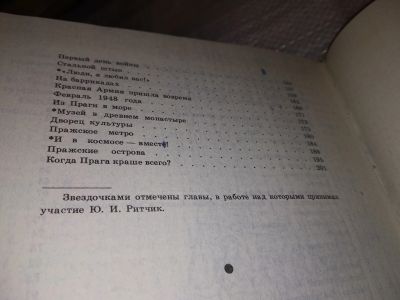 Первый день войны
Стальной штык
*«Люди, я любил вас!»
На баррикадах
Красная Армия пришла вовремя
Февраль 1948 года
Из Праги в море
*Музей в древнем монастыре
Дворец культуры
Пражское метро
*И в космосе — вместе!
Пражские острова
Когда Прага краше всего?
Звездочками отмечены главы, в работе над которыми принимал
участие Ю. И. Ритчик.